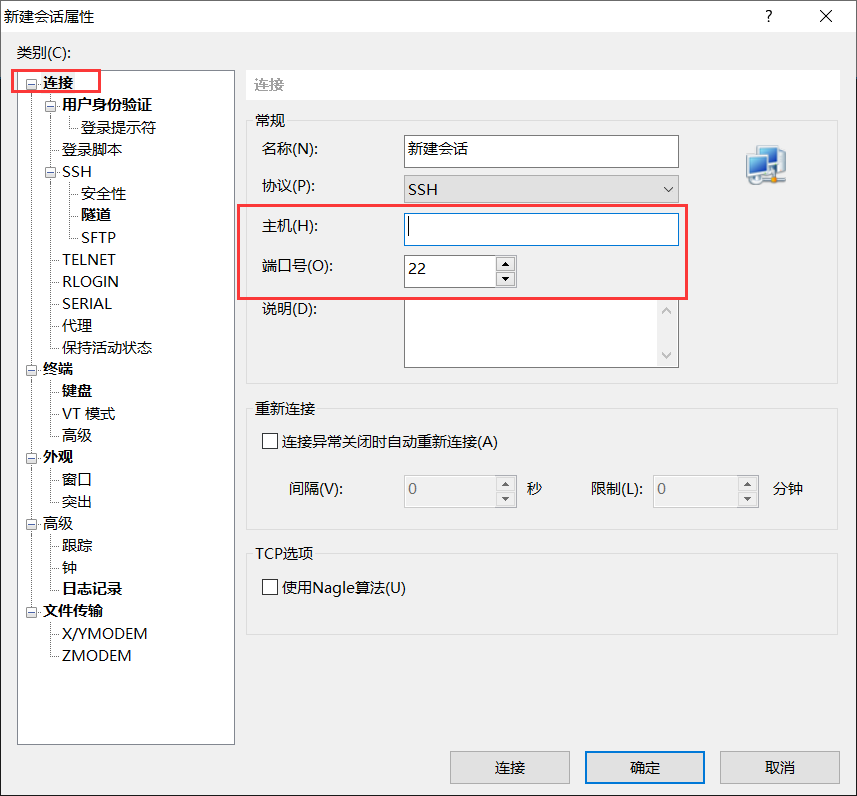 新建会话属性
?
类别(C):
连接
用户身份验证
登录提示符
登录脚本
SSH
安全性
隧道
SFTP
TELNET
RLOGIN
SERIAL
代理
保持活动状态
终端
键盘
VT 模式
高级
外观
窗口
突出
高级
跟踪
钟
日志记录
文件传输
X/YMODEM
ZMODEM
连接
常规
名称(N): 新建会话
协议(P): SSH
主机(H):
端口号(O): 22
说明(D):
重新连接
连接异常关闭时自动重新连接(A)
间隔(V): 0 秒 限制(L): 0 分钟
TCP选项
使用Nagle算法(U)
连接 确定 取消